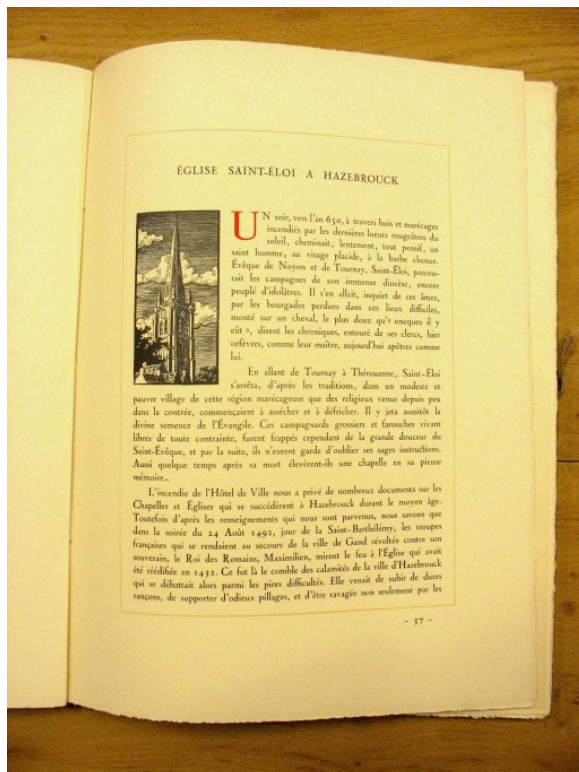 ÉGLISE SAINT-ÉLOI A HAZEBROUCK
UN soir, vers l'an 650, à travers bois et marécages
incendiés par les dernières lueurs rougeâtres du
soleil, cheminait, lentement, tout pensif, un
saint homme, au visage placide, à la barbe chenue.
Évêque de Noyon et de Tournay, Saint-Éloi, parcou-
rait les campagnes de son immense diocèse, encore
peuplé d'idolâtres. Il s'en allait, inquiet de ces âmes,
par les bourgades perdues dans ces lieux difficiles,
monté sur un cheval, le plus doux qu'« oncques il y
eût », disent les chroniques, entouré de ses clercs, hier
orfèvres, comme leur maître, aujourd'hui apôtres comme
lui.
En allant de Tournay à Thérouanne, Saint-Éloi
s'arrêta, d'après les traditions, dans un modeste et
pauvre village de cette région marécageuse que des religieux venus depuis peu
dans la contrée, commençaient à assécher et à défricher. Il y jeta aussitôt la
divine semence de l'Évangile. Ces campagnards grossiers et farouches vivant
libres de toute contrainte, furent frappés cependant de la grande douceur du
Saint-Évêque, et par la suite, ils n'eurent garde d'oublier ses sages instructions.
Aussi quelque temps après sa mort élevèrent-ils une chapelle en sa pieuse
mémoire...
L'incendie de l'Hôtel de Ville nous a privé de nombreux documents sur les
Chapelles et Églises qui se succédèrent à Hazebrouck durant le moyen âge.
Toutefois d'après les renseignements qui nous sont parvenus, nous savons que
dans la soirée du 24 Août 1492, jour de la Saint-Barthélémy, les troupes
françaises qui se rendaient au secours de la ville de Gand révoltée contre son
souverain, le Roi des Romains, Maximilien, mirent le feu à l'Église qui avait
été réédifiée en 1432. Ce fut là le comble des calamités de la ville d'Hazebrouck
qui se débattait alors parmi les pires difficultés. Elle venait de subir de dures
rançons, de supporter d'odieux pillages, et d'être ravagée non seulement par les
- 37 -